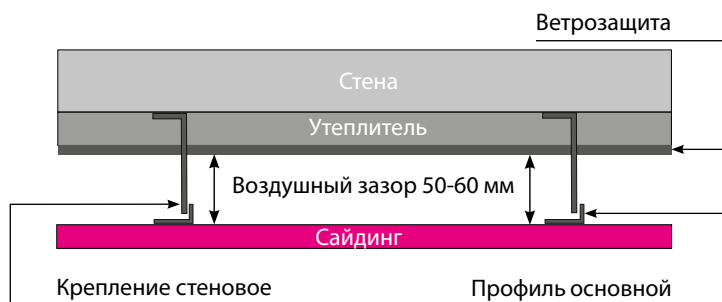 Ветрозащита
Стена
Утеплитель
Воздушный зазор 50-60 мм
Сайдинг
Крепление стеновое
Профиль основной